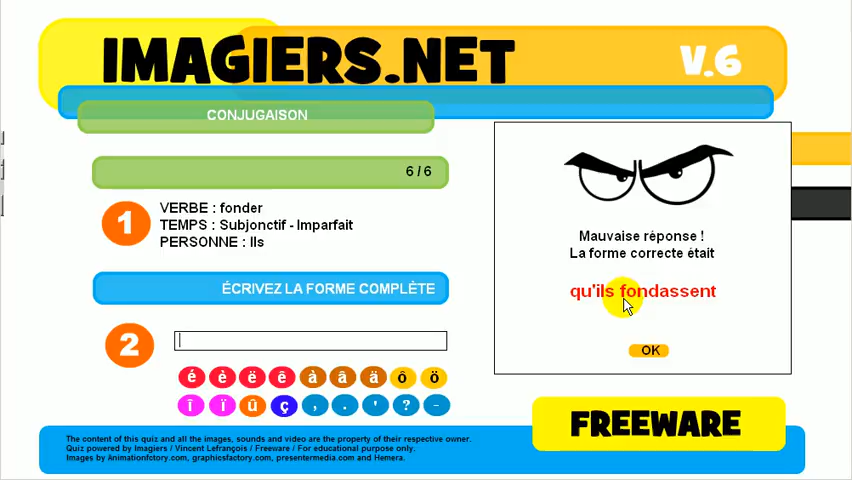 IMAGIERS.NET
V.6
CONJUGAISON
6 / 6
1
VERBE : fonder
TEMPS : Subjonctif - Imparfait
PERSONNE : Ils
ÉCRIVEZ LA FORME COMPLÈTE
2
é è ë ê à â ä ô ö
î ï û ç , . ' ? -
Mauvaise réponse !
La forme correcte était
qu'ils fondassent
OK
FREEWARE
The content of this quiz and all the images, sounds and video are the property of their respective owner.
Quiz powered by Imagiers / Vincent Lefrançois / Freeware / For educational purpose only.
Images by Animationfctory.com, graphicsfactory.com, presentermedia.com and Hemera.